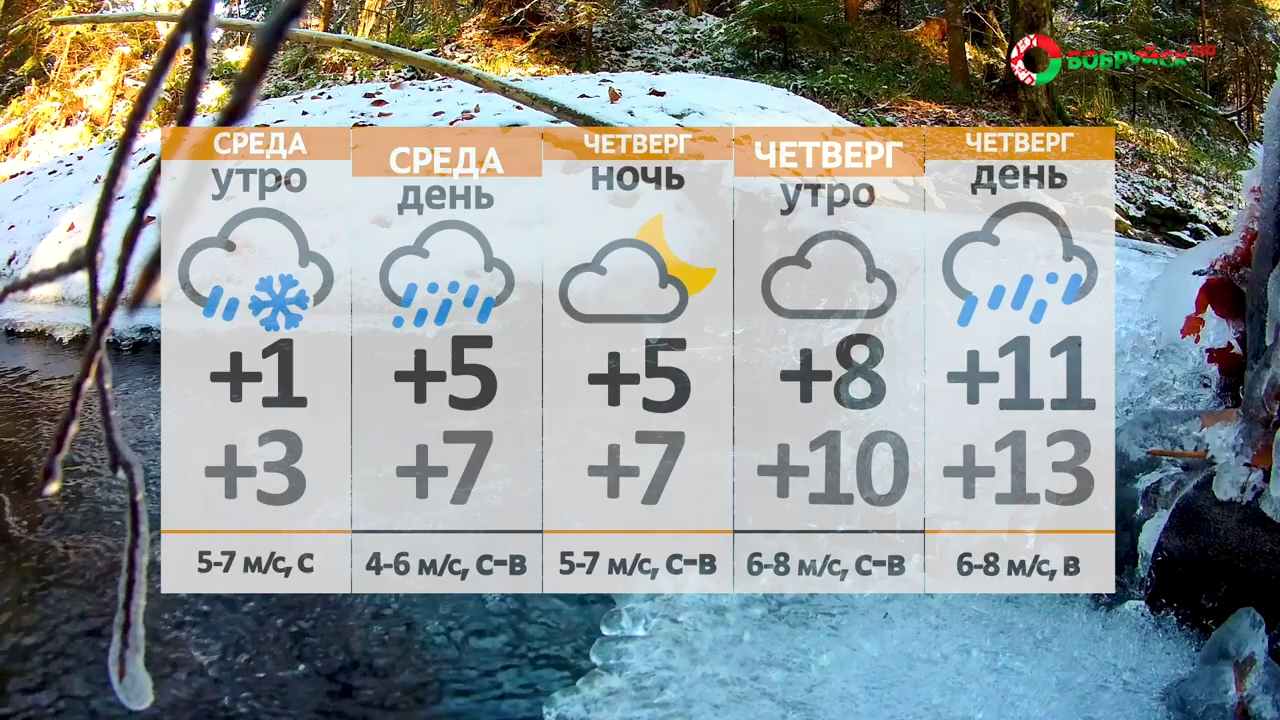 БОБРУЙСК 360
СРЕДА
утро
+1
+3
5-7 м/с, С
СРЕДА
день
+5
+7
4-6 м/с, С-В
ЧЕТВЕРГ
ночь
+5
+7
5-7 м/с, С-В
ЧЕТВЕРГ
утро
+8
+10
6-8 м/с, С-В
ЧЕТВЕРГ
день
+11
+13
6-8 м/с, В